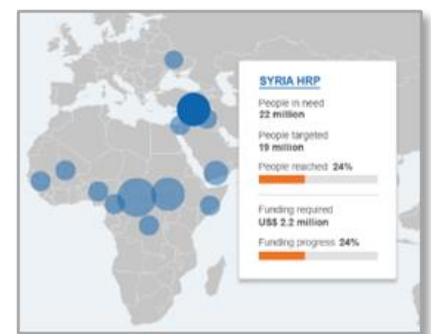 SYRIA HRP
People in need
22 million
People targeted
19 million
People reached 24%
Funding required
US$ 2.2 million
Funding progress 24%